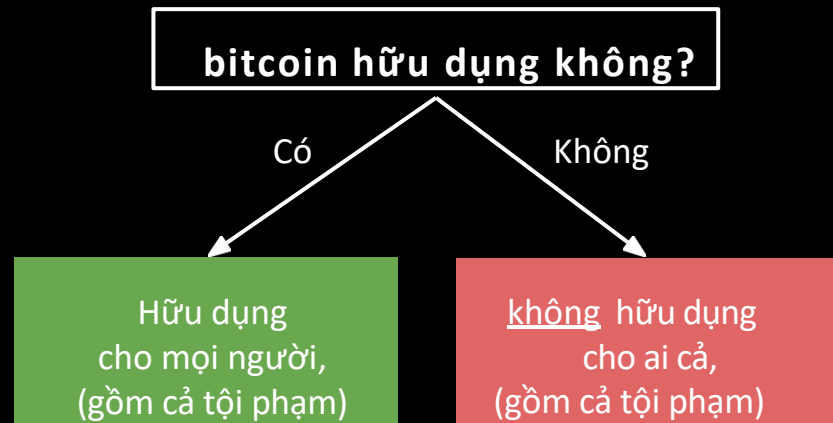 bitcoin hữu dụng không?
Có
Không
Hữu dụng
cho mọi người,
(gồm cả tội phạm)
không hữu dụng
cho ai cả,
(gồm cả tội phạm)